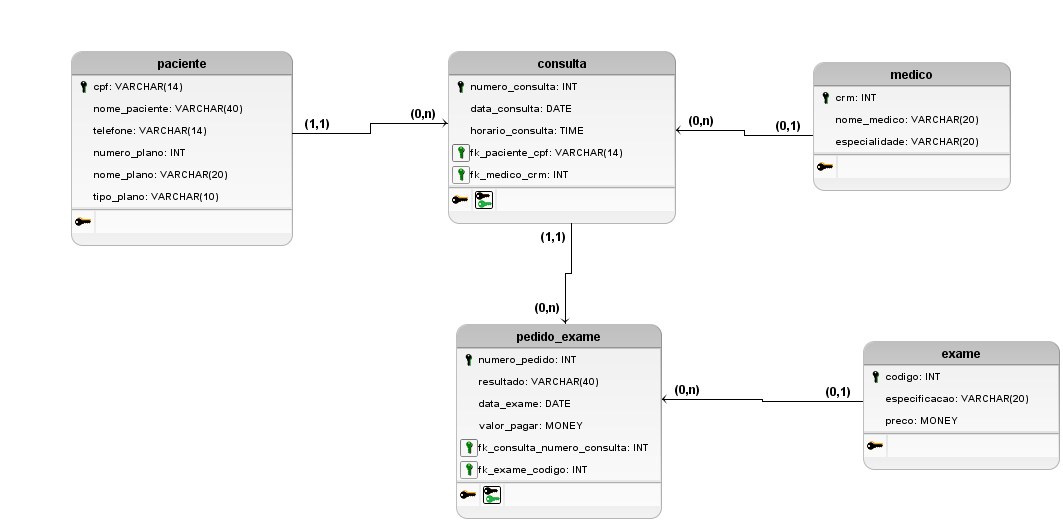 paciente
cpf: VARCHAR(14)
nome_paciente: VARCHAR(40)
telefone: VARCHAR(14)
numero_plano: INT
nome_plano: VARCHAR(20)
tipo_plano: VARCHAR(10)
(1,1)
(0,n)
consulta
numero_consulta: INT
data_consulta: DATE
horario_consulta: TIME
fk_paciente_cpf: VARCHAR(14)
fk_medico_crm: INT
(0,n)
(0,1)
medico
crm: INT
nome_medico: VARCHAR(20)
especialidade: VARCHAR(20)
(1,1)
(0,n)
pedido_exame
numero_pedido: INT
resultado: VARCHAR(40)
data_exame: DATE
valor_pagar: MONEY
fk_consulta_numero_consulta: INT
fk_exame_codigo: INT
(0,n)
(0,1)
exame
codigo: INT
especificacao: VARCHAR(20)
preco: MONEY